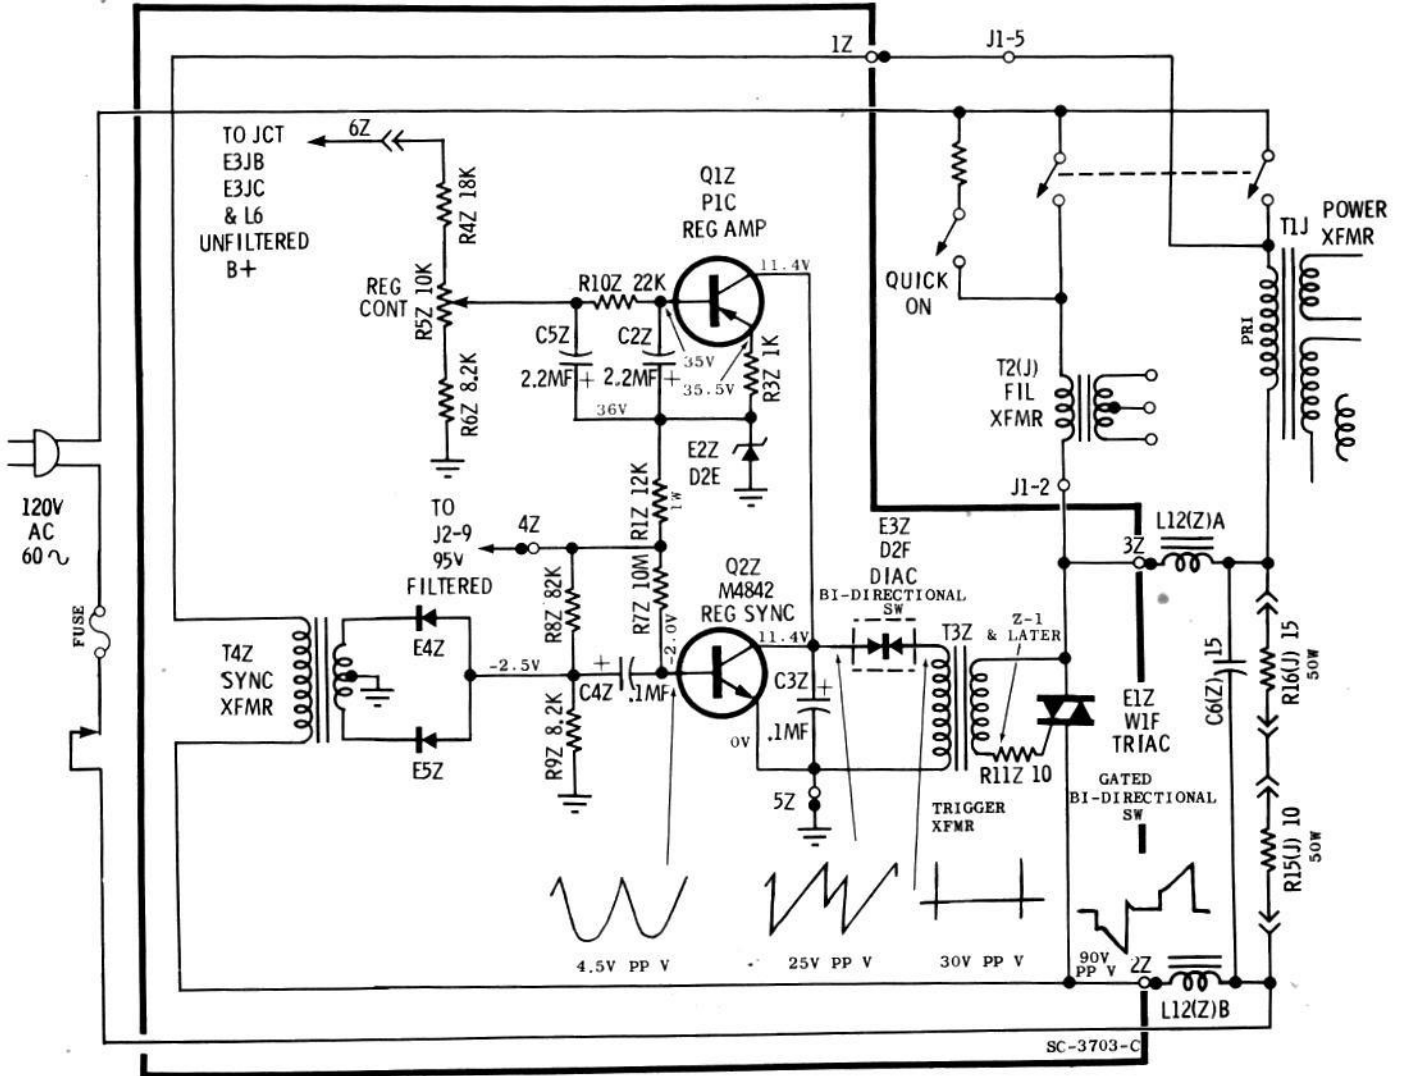 1Z
J1-5
TO JCT
E3JB
E3JC
& L6
UNFILTERED
B+
6Z
R4Z 18K
REG
CONT
R5Z 10K
R6Z 8.2K
Q1Z
P1C
REG AMP
11.4V
R10Z 22K
C5Z
2.2MF +
C2Z
2.2MF +
35V
35.5V
R3Z 1K
36V
E2Z
D2E
R1Z 12K
1W
QUICK
ON
T1J
POWER
XFMR
PRI
T2(J)
FIL
XFMR
J1-2
120V
AC
60∿
FUSE
TO
J2-9
95V
FILTERED
4Z
R8Z 82K
R7Z 10M
Q2Z
M4842
REG SYNC
11.4V
-2.0V
E3Z
D2F
DIAC
BI-DIRECTIONAL
SW
T3Z
Z-1
& LATER
3Z
L12(Z)A
T4Z
SYNC
XFMR
E4Z
E5Z
-2.5V
+
C4Z
.1MF
R9Z 8.2K
C3Z
+
.1MF
0V
5Z
R11Z 10
TRIGGER
XFMR
E1Z
W1F
TRIAC
GATED
BI-DIRECTIONAL
SW
C6(Z) .15
R16(J) 15
50W
R15(J) 10
50W
4.5V PP V
25V PP V
30V PP V
90V
PP V
2Z
L12(Z)B
SC-3703-C